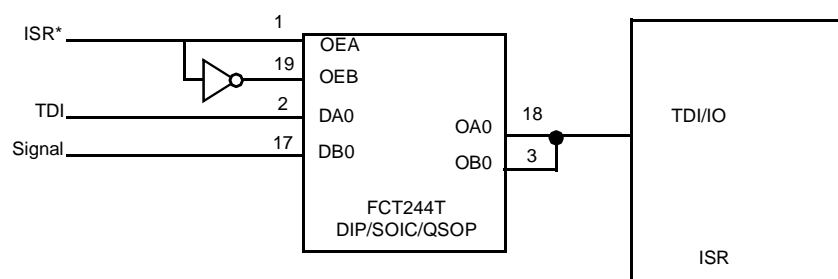 ISR*
1
OEA
19
OEB
TDI
2
DA0
Signal
17
DB0
OA0
18
OB0
3
FCT244T
DIP/SOIC/QSOP
TDI/IO
ISR